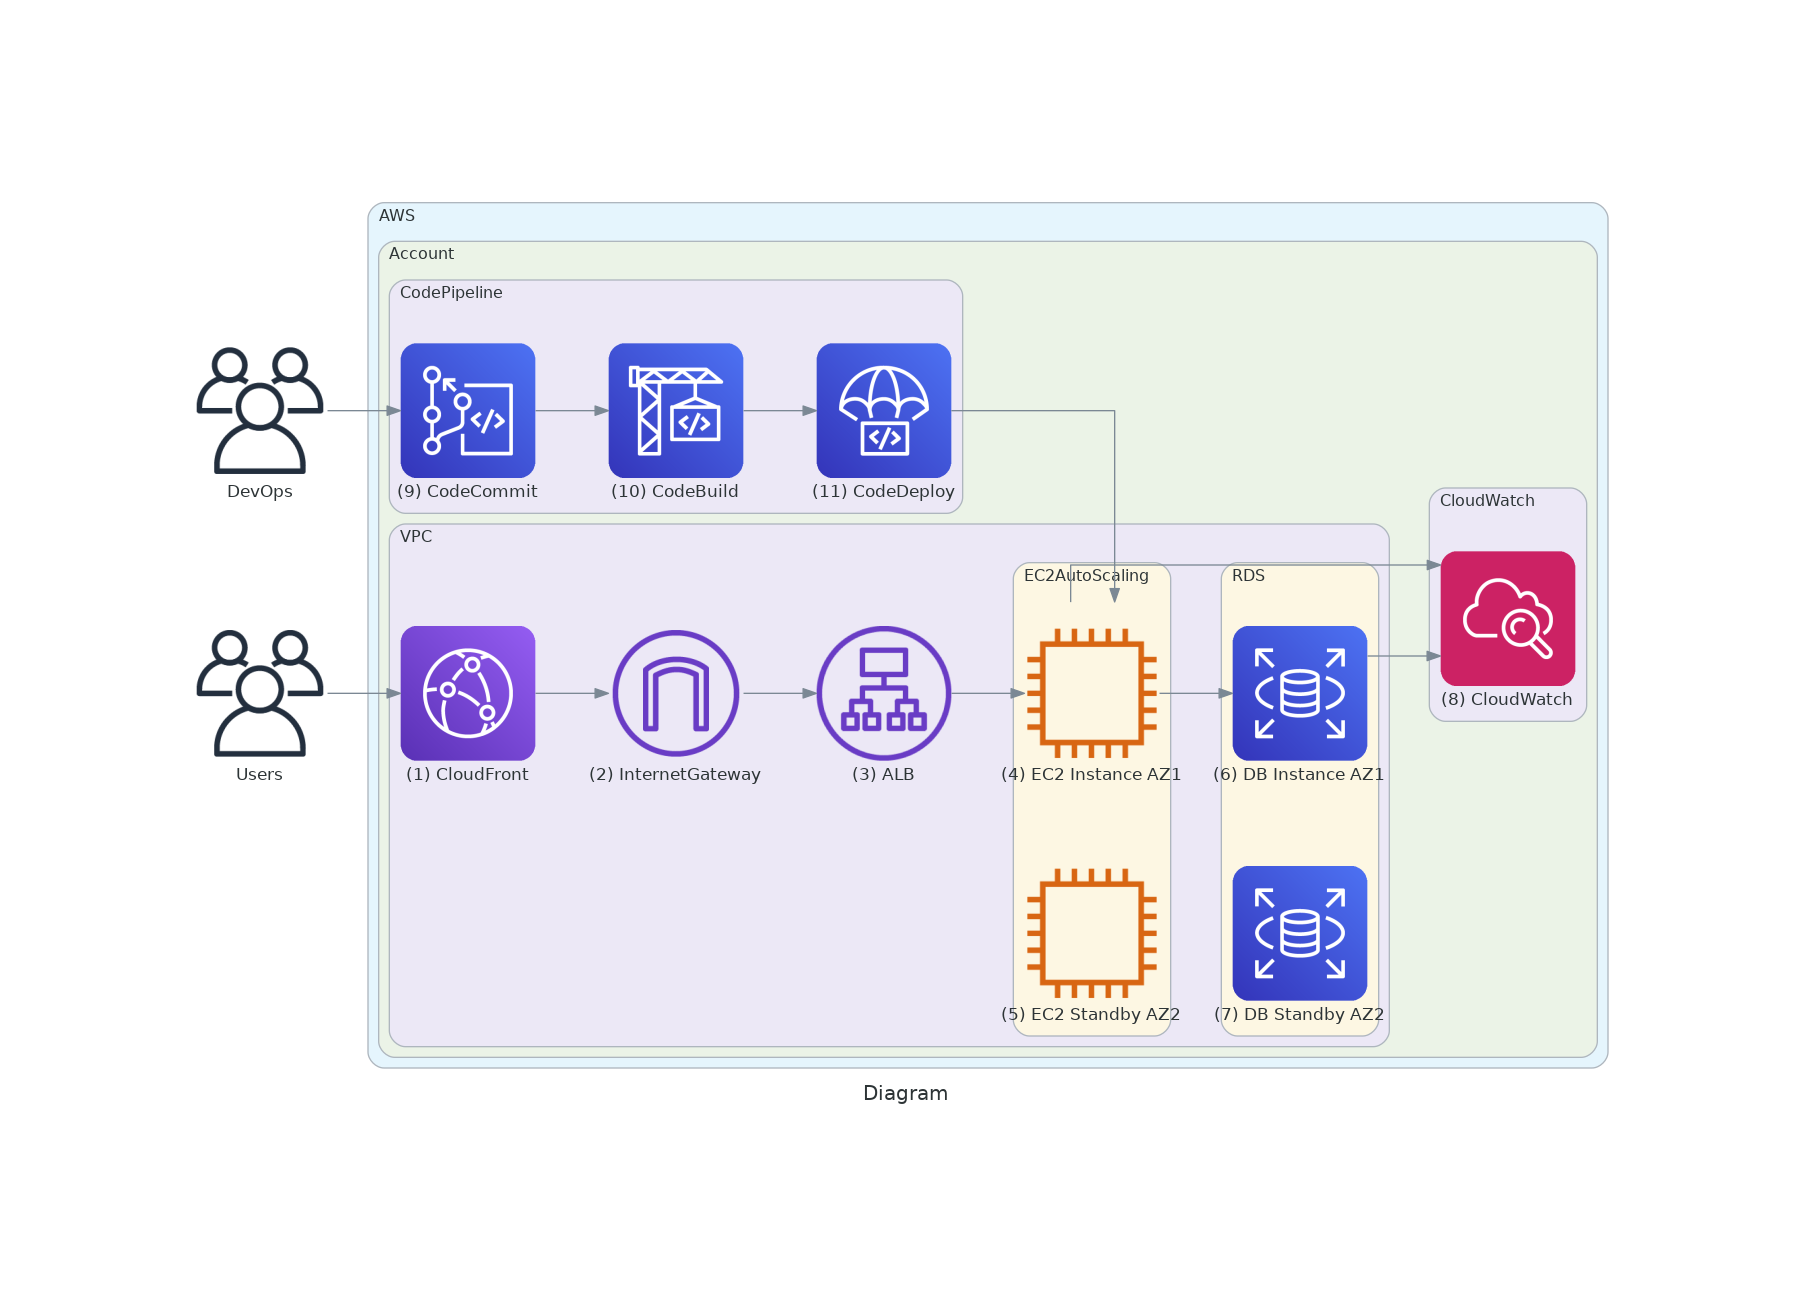 AWS
Account
CodePipeline
DevOps
(9) CodeCommit
(10) CodeBuild
(11) CodeDeploy
CloudWatch
(8) CloudWatch
VPC
EC2AutoScaling
RDS
Users
(1) CloudFront
(2) InternetGateway
(3) ALB
(4) EC2 Instance AZ1
(6) DB Instance AZ1
(5) EC2 Standby AZ2
(7) DB Standby AZ2
Diagram